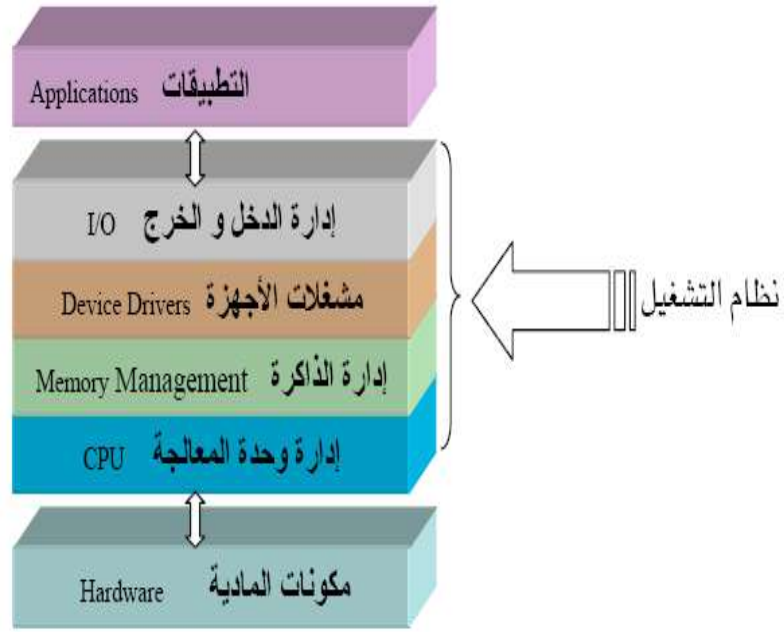 التطبيقات Applications
إدارة الدخل و الخرج I/O
مشغلات الأجهزة Device Drivers
إدارة الذاكرة Memory Management
إدارة وحدة المعالجة CPU
مكونات المادية Hardware
نظام التشغيل